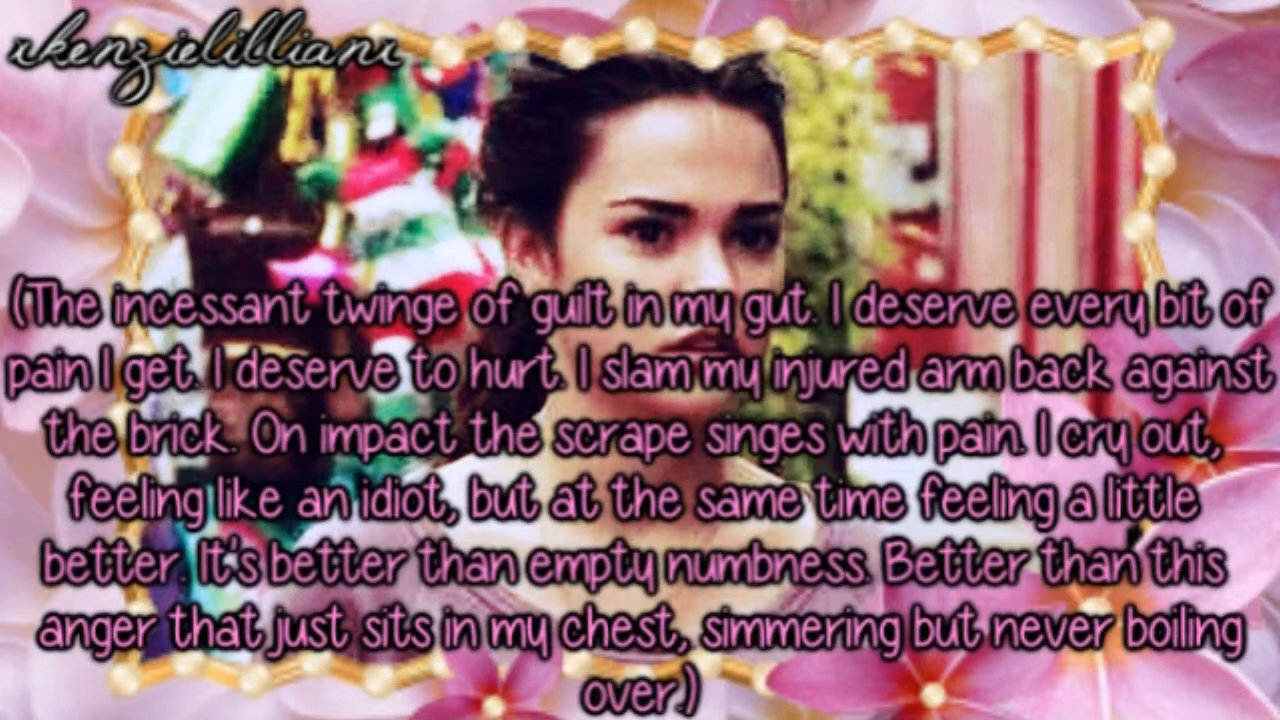 xkenzielillianx
(The incessant twinge of guilt in my gut. I deserve every bit of
pain I get. I deserve to hurt. I slam my injured arm back against
the brick. On impact the scrape singes with pain. I cry out,
feeling like an idiot, but at the same time feeling a little
better. It's better than empty numbness. Better than this
anger that just sits in my chest, simmering but never boiling
over.)